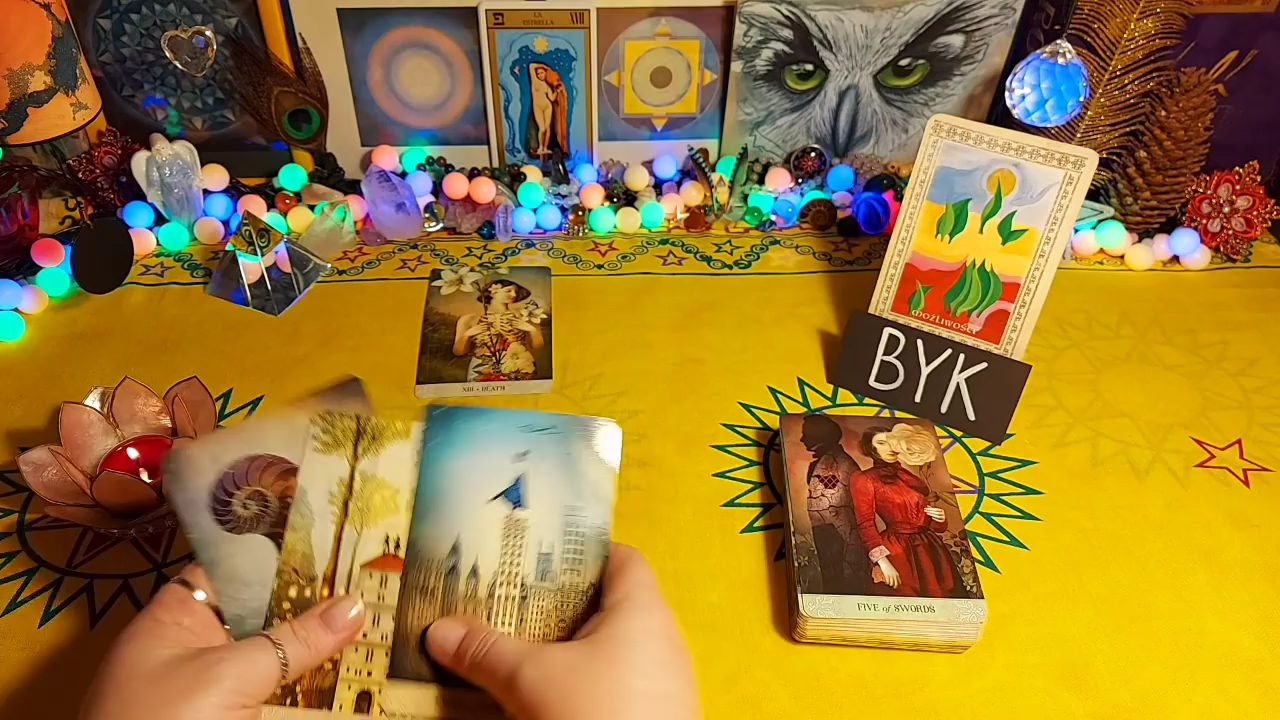 LA
ESTRELLA
XVII
MOŻLIWOŚCI
BYK
XIII - DEATH
FIVE of SWORDS